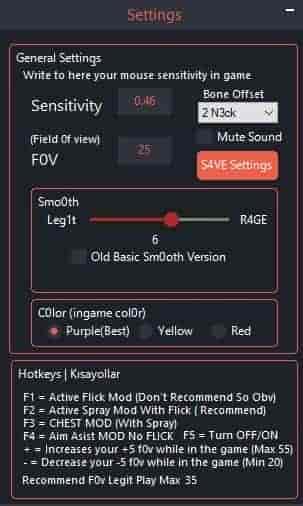 Settings
General Settings
Write to here your mouse sensitivity in game
Sensitivity
0.46
Bone Offset
2 N3ck
Mute Sound
(Field 0f view)
F0V
25
S4VE Settings
Smo0th
Leg1t
R4GE
6
Old Basic Sm0oth Version
C0lor (ingame col0r)
Purple(Best)
Yellow
Red
Hotkeys | Kısayollar
F1 = Active Flick Mod (Don't Recommend So Obv)
F2 = Active Spray Mod With Flick ( Recommend)
F3 = CHEST MOD (With Spray)
F4 = Aim Asist MOD No FLICK F5 = Turn OFF/ON
+ = Increases your +5 f0v while in the game (Max 55)
- = Decrease your -5 f0v while in the game (Min 20)
Recommend F0v Legit Play Max 35